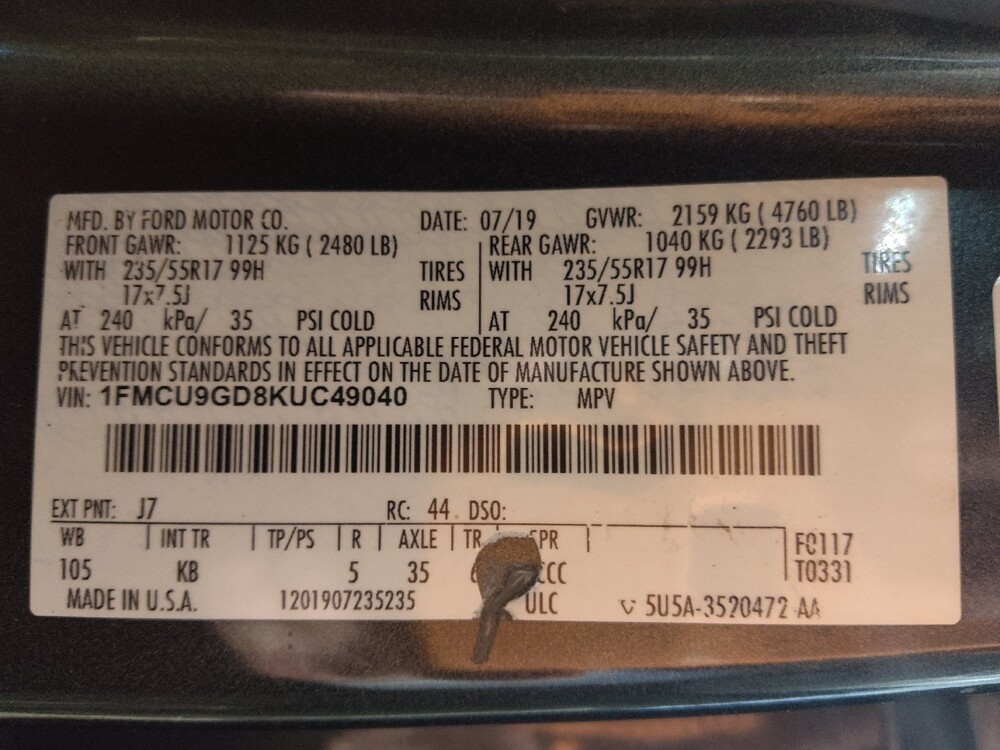 MFD. BY FORD MOTOR CO. DATE: 07/19 GVWR: 2159 KG ( 4760 LB)
FRONT GAWR: 1125 KG ( 2480 LB) REAR GAWR: 1040 KG ( 2293 LB)
WITH 235/55R17 99H TIRES WITH 235/55R17 99H TIRES
17x7.5J RIMS 17x7.5J RIMS
AT 240 kPa/ 35 PSI COLD AT 240 kPa/ 35 PSI COLD
THIS VEHICLE CONFORMS TO ALL APPLICABLE FEDERAL MOTOR VEHICLE SAFETY AND THEFT
PREVENTION STANDARDS IN EFFECT ON THE DATE OF MANUFACTURE SHOWN ABOVE.
VIN: 1FMCU9GD8KUC49040 TYPE: MPV
EXT PNT: J7 RC: 44 DSO:
WB INT TR TP/PS R AXLE TR SPR F0117
105 KB 5 35 T0331
MADE IN U.S.A. 1201907235235 ULC 5U5A-3520472 AA